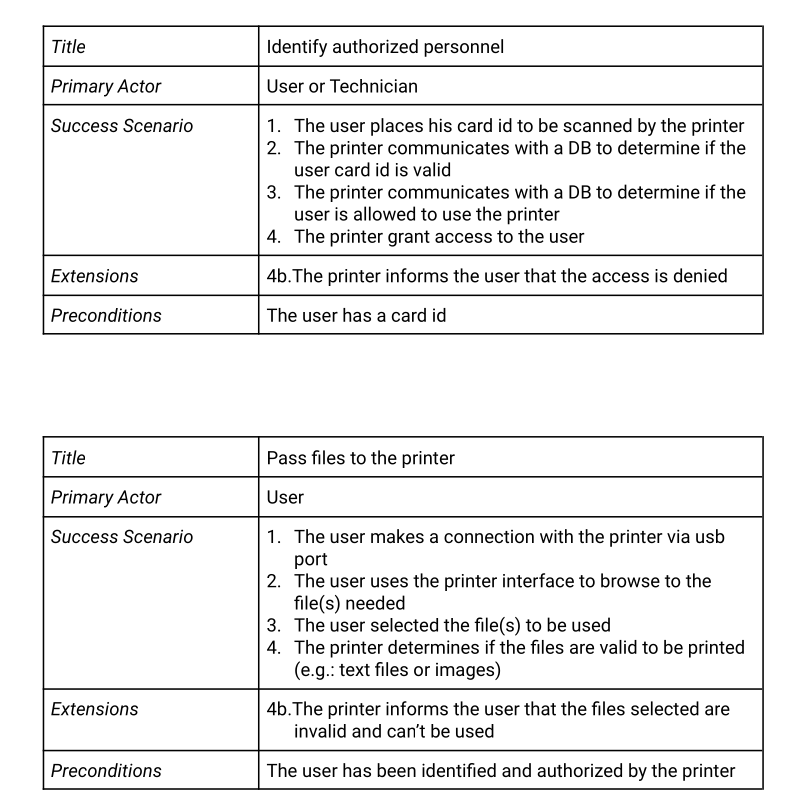 Title
Identify authorized personnel
Primary Actor
User or Technician
Success Scenario
1. The user places his card id to be scanned by the printer
2. The printer communicates with a DB to determine if the
user card id is valid
3. The printer communicates with a DB to determine if the
user is allowed to use the printer
4. The printer grant access to the user
Extensions
4b.The printer informs the user that the access is denied
Preconditions
The user has a card id
Title
Pass files to the printer
Primary Actor
User
Success Scenario
1. The user makes a connection with the printer via usb
port
2. The user uses the printer interface to browse to the
file(s) needed
3. The user selected the file(s) to be used
4. The printer determines if the files are valid to be printed
(e.g.: text files or images)
Extensions
4b.The printer informs the user that the files selected are
invalid and can’t be used
Preconditions
The user has been identified and authorized by the printer